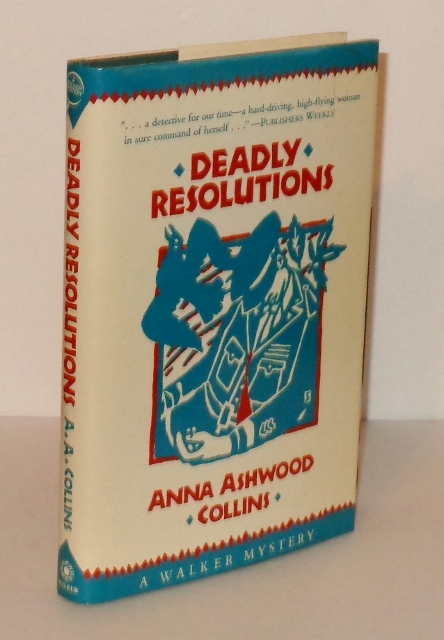 ". . . a detective for our time—a hard-driving, high-flying woman
in sure command of herself . . ." —PUBLISHERS WEEKLY
DEADLY
RESOLUTIONS
ANNA ASHWOOD
COLLINS
A WALKER MYSTERY
DEADLY RESOLUTIONS A. A. COLLINS
WALKER